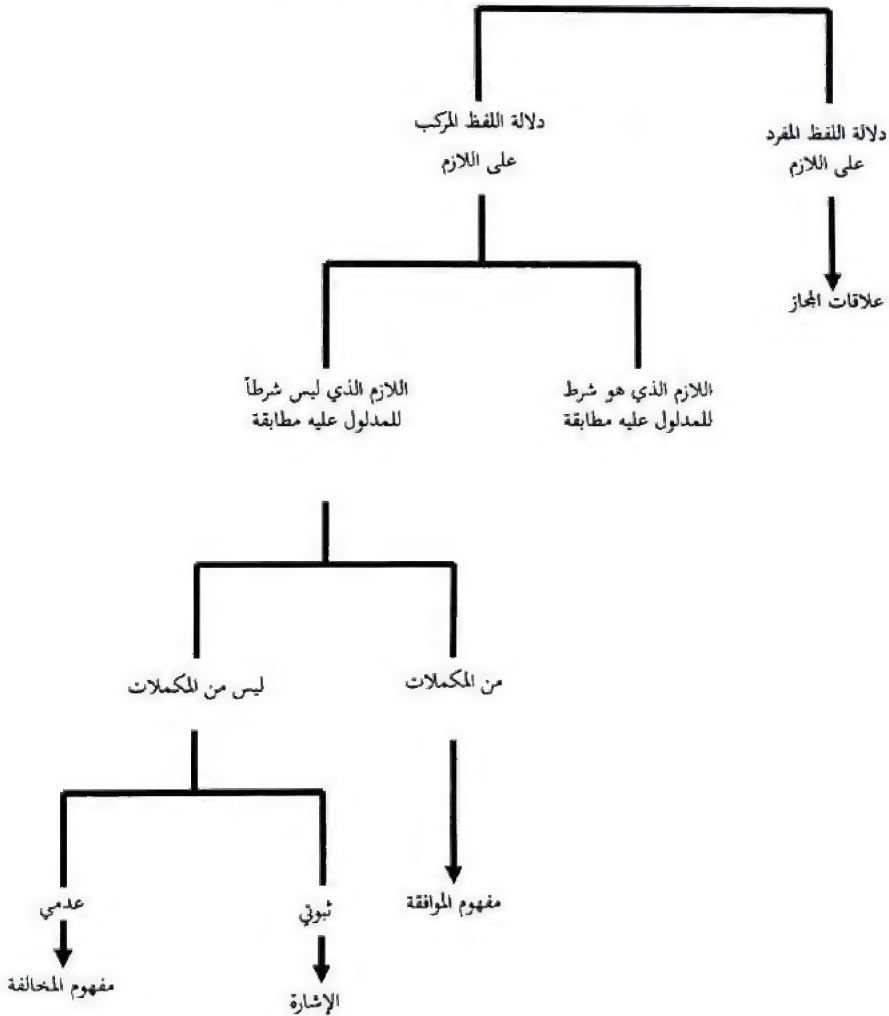 دلالة اللفظ المفرد
على اللازم
دلالة اللفظ المركب
على اللازم
علاقات المجاز
اللازم الذي هو شرط
للمدلول عليه مطابقة
اللازم الذي ليس شرطاً
للمدلول عليه مطابقة
من المكملات
ليس من المكملات
مفهوم الموافقة
ثبوتي
عدمي
الإشارة
مفهوم المخالفة